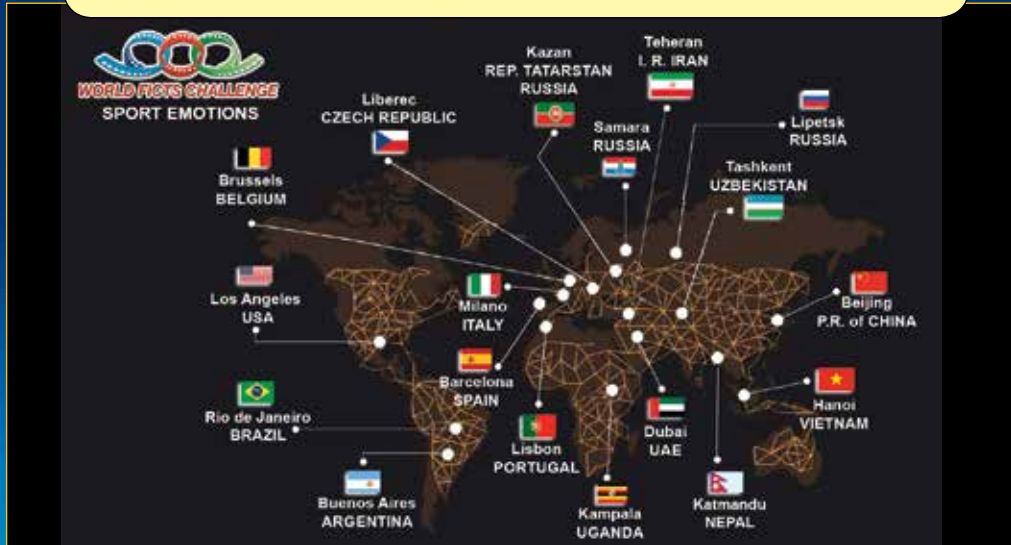 WORLD FICTS CHALLENGE
SPORT EMOTIONS
Teheran
I. R. IRAN
Kazan
REP. TATARSTAN
RUSSIA
Liberec
CZECH REPUBLIC
Samara
RUSSIA
Lipetsk
RUSSIA
Brussels
BELGIUM
Tashkent
UZBEKISTAN
Los Angeles
USA
Milano
ITALY
Beijing
P.R. of CHINA
Barcelona
SPAIN
Rio de Janeiro
BRAZIL
Lisbon
PORTUGAL
Dubai
UAE
Hanoi
VIETNAM
Buenos Aires
ARGENTINA
Kampala
UGANDA
Katmandu
NEPAL